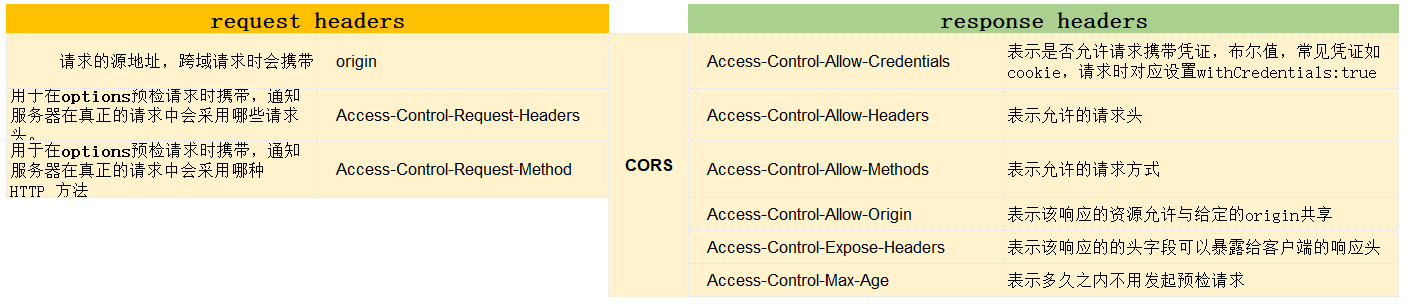 request headers
response headers
请求的源地址，跨域请求时会携带
origin
用于在options预检请求时携带，通知
服务器在真正的请求中会采用哪些请求
头。
Access-Control-Request-Headers
用于在options预检请求时携带，通知
服务器在真正的请求中会采用哪种
HTTP 方法
Access-Control-Request-Method
CORS
Access-Control-Allow-Credentials
表示是否允许请求携带凭证，布尔值，常见凭证如
cookie，请求时对应设置withCredentials:true
Access-Control-Allow-Headers
表示允许的请求头
Access-Control-Allow-Methods
表示允许的请求方式
Access-Control-Allow-Origin
表示该响应的资源允许与给定的origin共享
Access-Control-Expose-Headers
表示该响应的的头字段可以暴露给客户端的响应头
Access-Control-Max-Age
表示多久之内不用发起预检请求